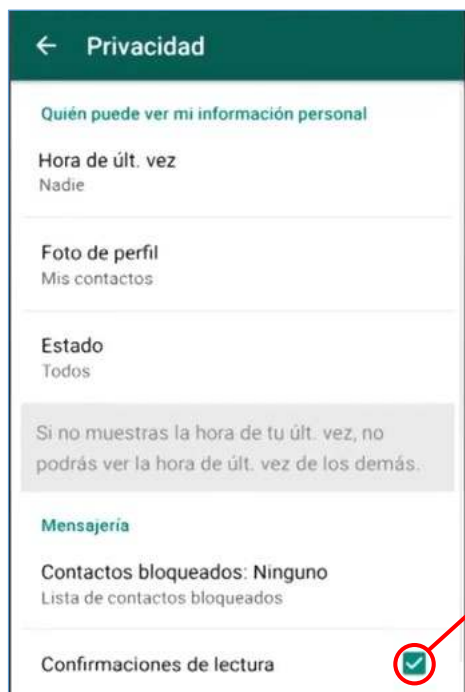 Privacidad
Quién puede ver mi información personal
Hora de últ. vez
Nadie
Foto de perfil
Mis contactos
Estado
Todos
Si no muestras la hora de tu últ. vez, no
podrás ver la hora de últ. vez de los demás.
Mensajería
Contactos bloqueados: Ninguno
Lista de contactos bloqueados
Confirmaciones de lectura